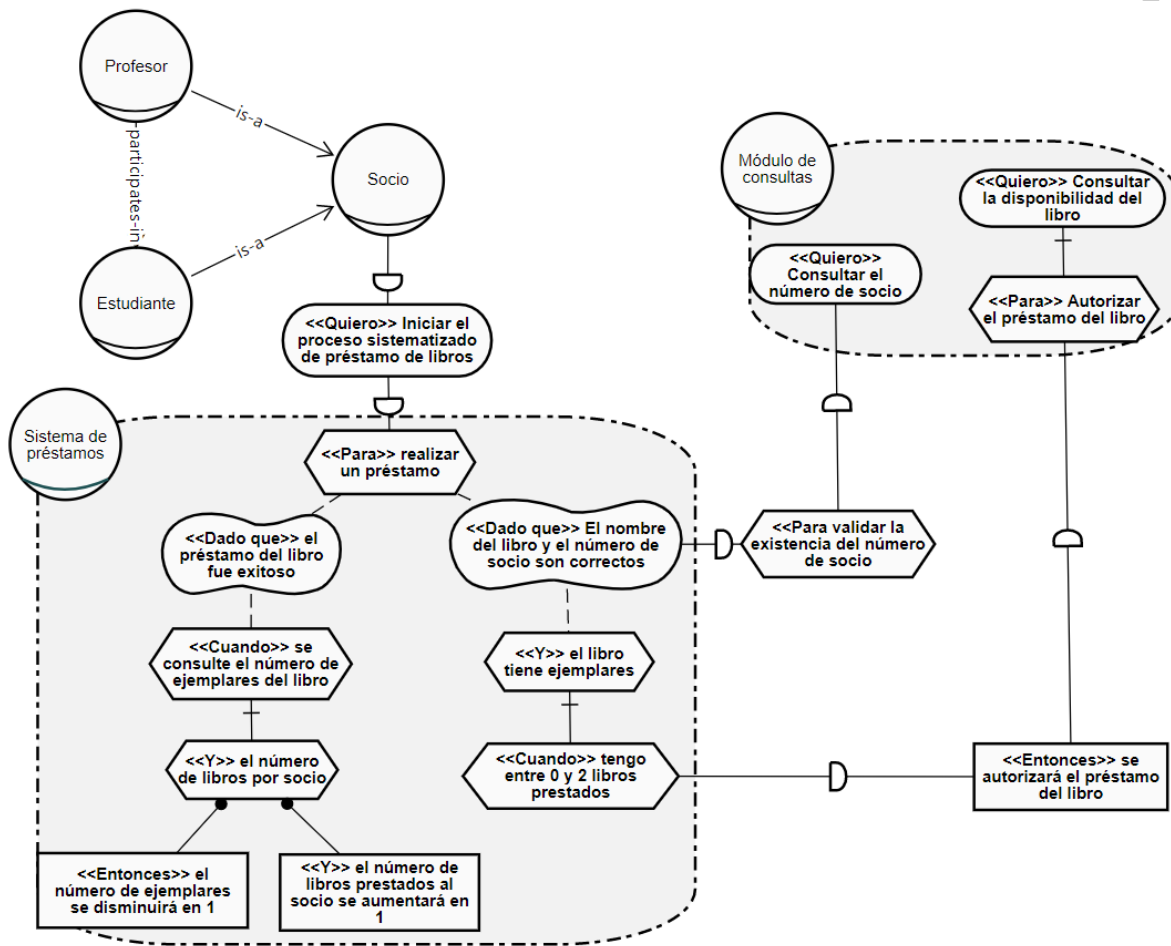 Profesor
is-a
participates-in
Socio
is-a
Estudiante
<<Quiero>> Iniciar el
proceso sistematizado
de préstamo de libros
Módulo de
consultas
<<Quiero>> Consultar
la disponibilidad del
libro
<<Quiero>>
Consultar el
número de socio
<<Para>> Autorizar
el préstamo del libro
Sistema de
préstamos
<<Para>> realizar
un préstamo
<<Dado que>> el
préstamo del libro
fue exitoso
<<Dado que>> El nombre
del libro y el número de
socio son correctos
<<Para validar la
existencia del número
de socio
<<Cuando>> se
consulte el número de
ejemplares del libro
<<Y>> el libro
tiene ejemplares
<<Y>> el número
de libros por socio
<<Cuando>> tengo
entre 0 y 2 libros
prestados
<<Entonces>> se
autorizará el préstamo
del libro
<<Entonces>> el
número de ejemplares
se disminuirá en 1
<<Y>> el número de
libros prestados al
socio se aumentará en
1